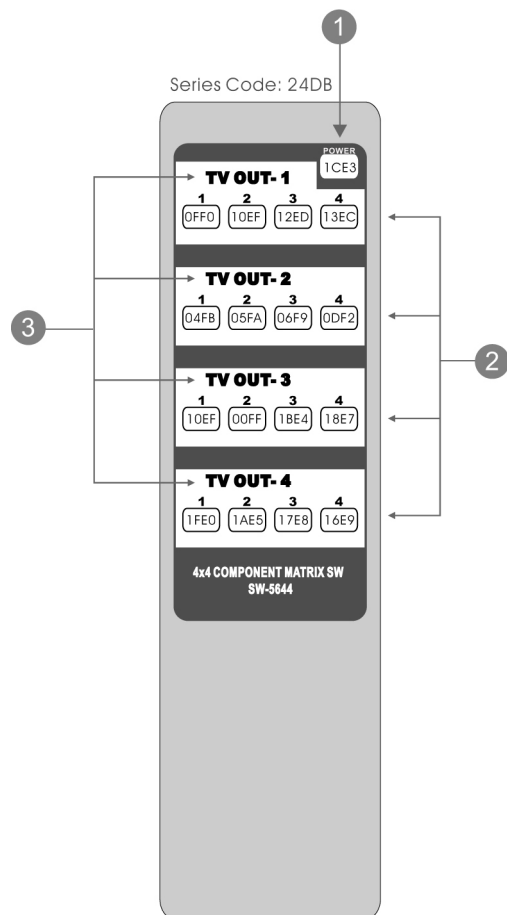 1
Series Code: 24DB
POWER
1CE3
TV OUT- 1
1 2 3 4
0FF0 10EF 12ED 13EC
TV OUT- 2
1 2 3 4
04FB 05FA 06F9 0DF2
3
2
TV OUT- 3
1 2 3 4
10EF 00FF 1BE4 18E7
TV OUT- 4
1 2 3 4
1FE0 1AE5 17E8 16E9
4x4 COMPONENT MATRIX SW
SW-5644